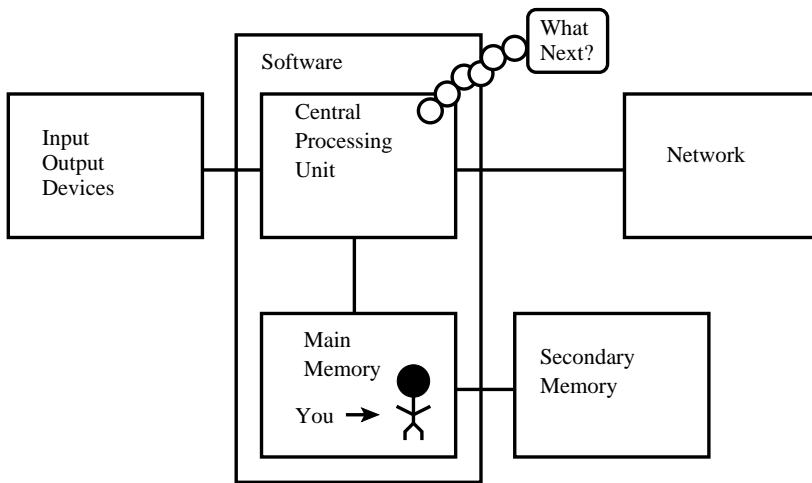 What
Next?
Software
Input
Output
Devices
Central
Processing
Unit
Network
Main
Memory
You
Secondary
Memory